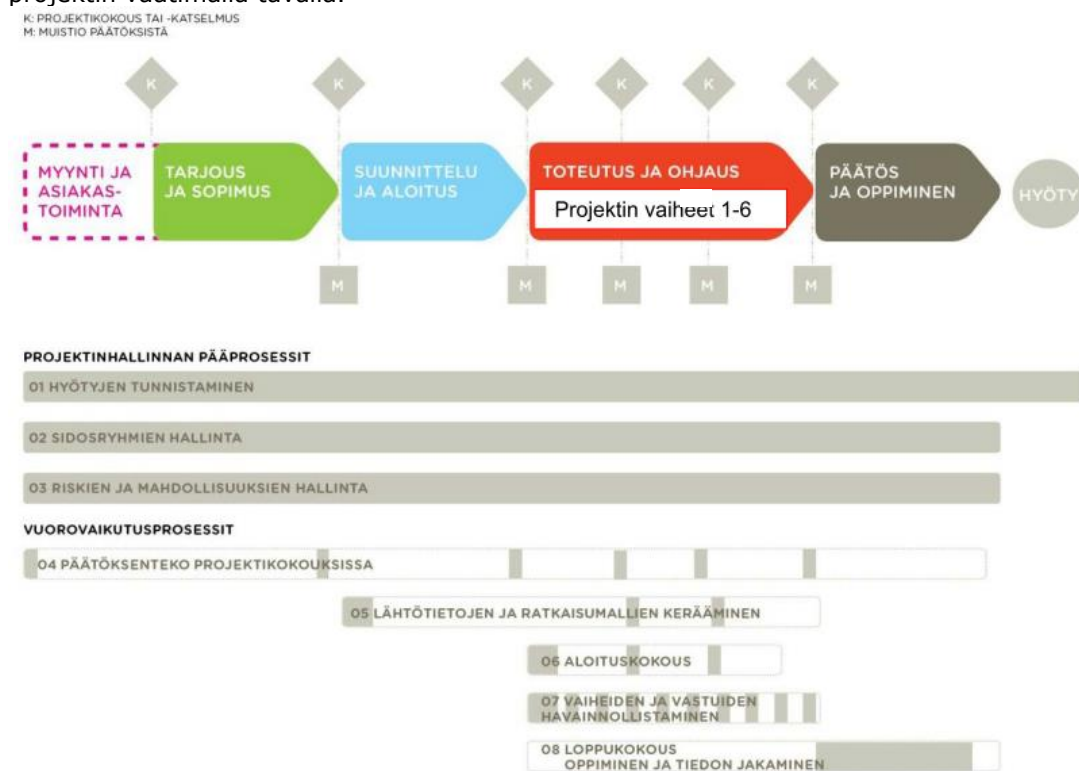 projektin vaatimalla tavalla.
K: PROJEKTIKOKOUS TAI -KATSELMUS
M: MUISTIO PÄÄTÖKSISTÄ
K
K
K
K
K
K
MYYNTI JA
ASIAKAS-
TOIMINTA
TARJOUS
JA SOPIMUS
SUUNNITTELU
JA ALOITUS
TOTEUTUS JA OHJAUS
Projektin vaiheet 1-6
PÄÄTÖS
JA OPPIMINEN
HYÖTY
M
M
M
M
M
PROJEKTINHALLINNAN PÄÄPROSESSIT
01 HYÖTYJEN TUNNISTAMINEN
02 SIDOSRYHMIEN HALLINTA
03 RISKIEN JA MAHDOLLISUUKSIEN HALLINTA
VUOROVAIKUTUSPROSESSIT
04 PÄÄTÖKSENTEKO PROJEKTIKOKOUKSISSA
05 LÄHTÖTIETOJEN JA RATKAISUMALLIEN KERÄÄMINEN
06 ALOITUSKOKOUS
07 VAIHEIDEN JA VASTUIDEN
HAVAINNOLLISTAMINEN
08 LOPPUKOKOUS
OPPIMINEN JA TIEDON JAKAMINEN